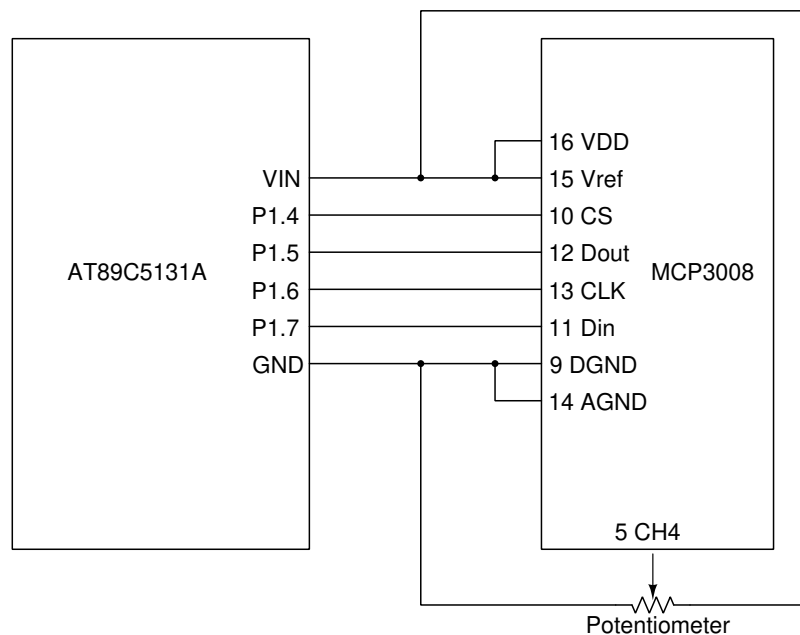 16 VDD
VIN
15 Vref
P1.4
10 CS
P1.5
12 Dout
AT89C5131A
MCP3008
P1.6
13 CLK
P1.7
11 Din
GND
9 DGND
14 AGND
5 CH4
Potentiometer